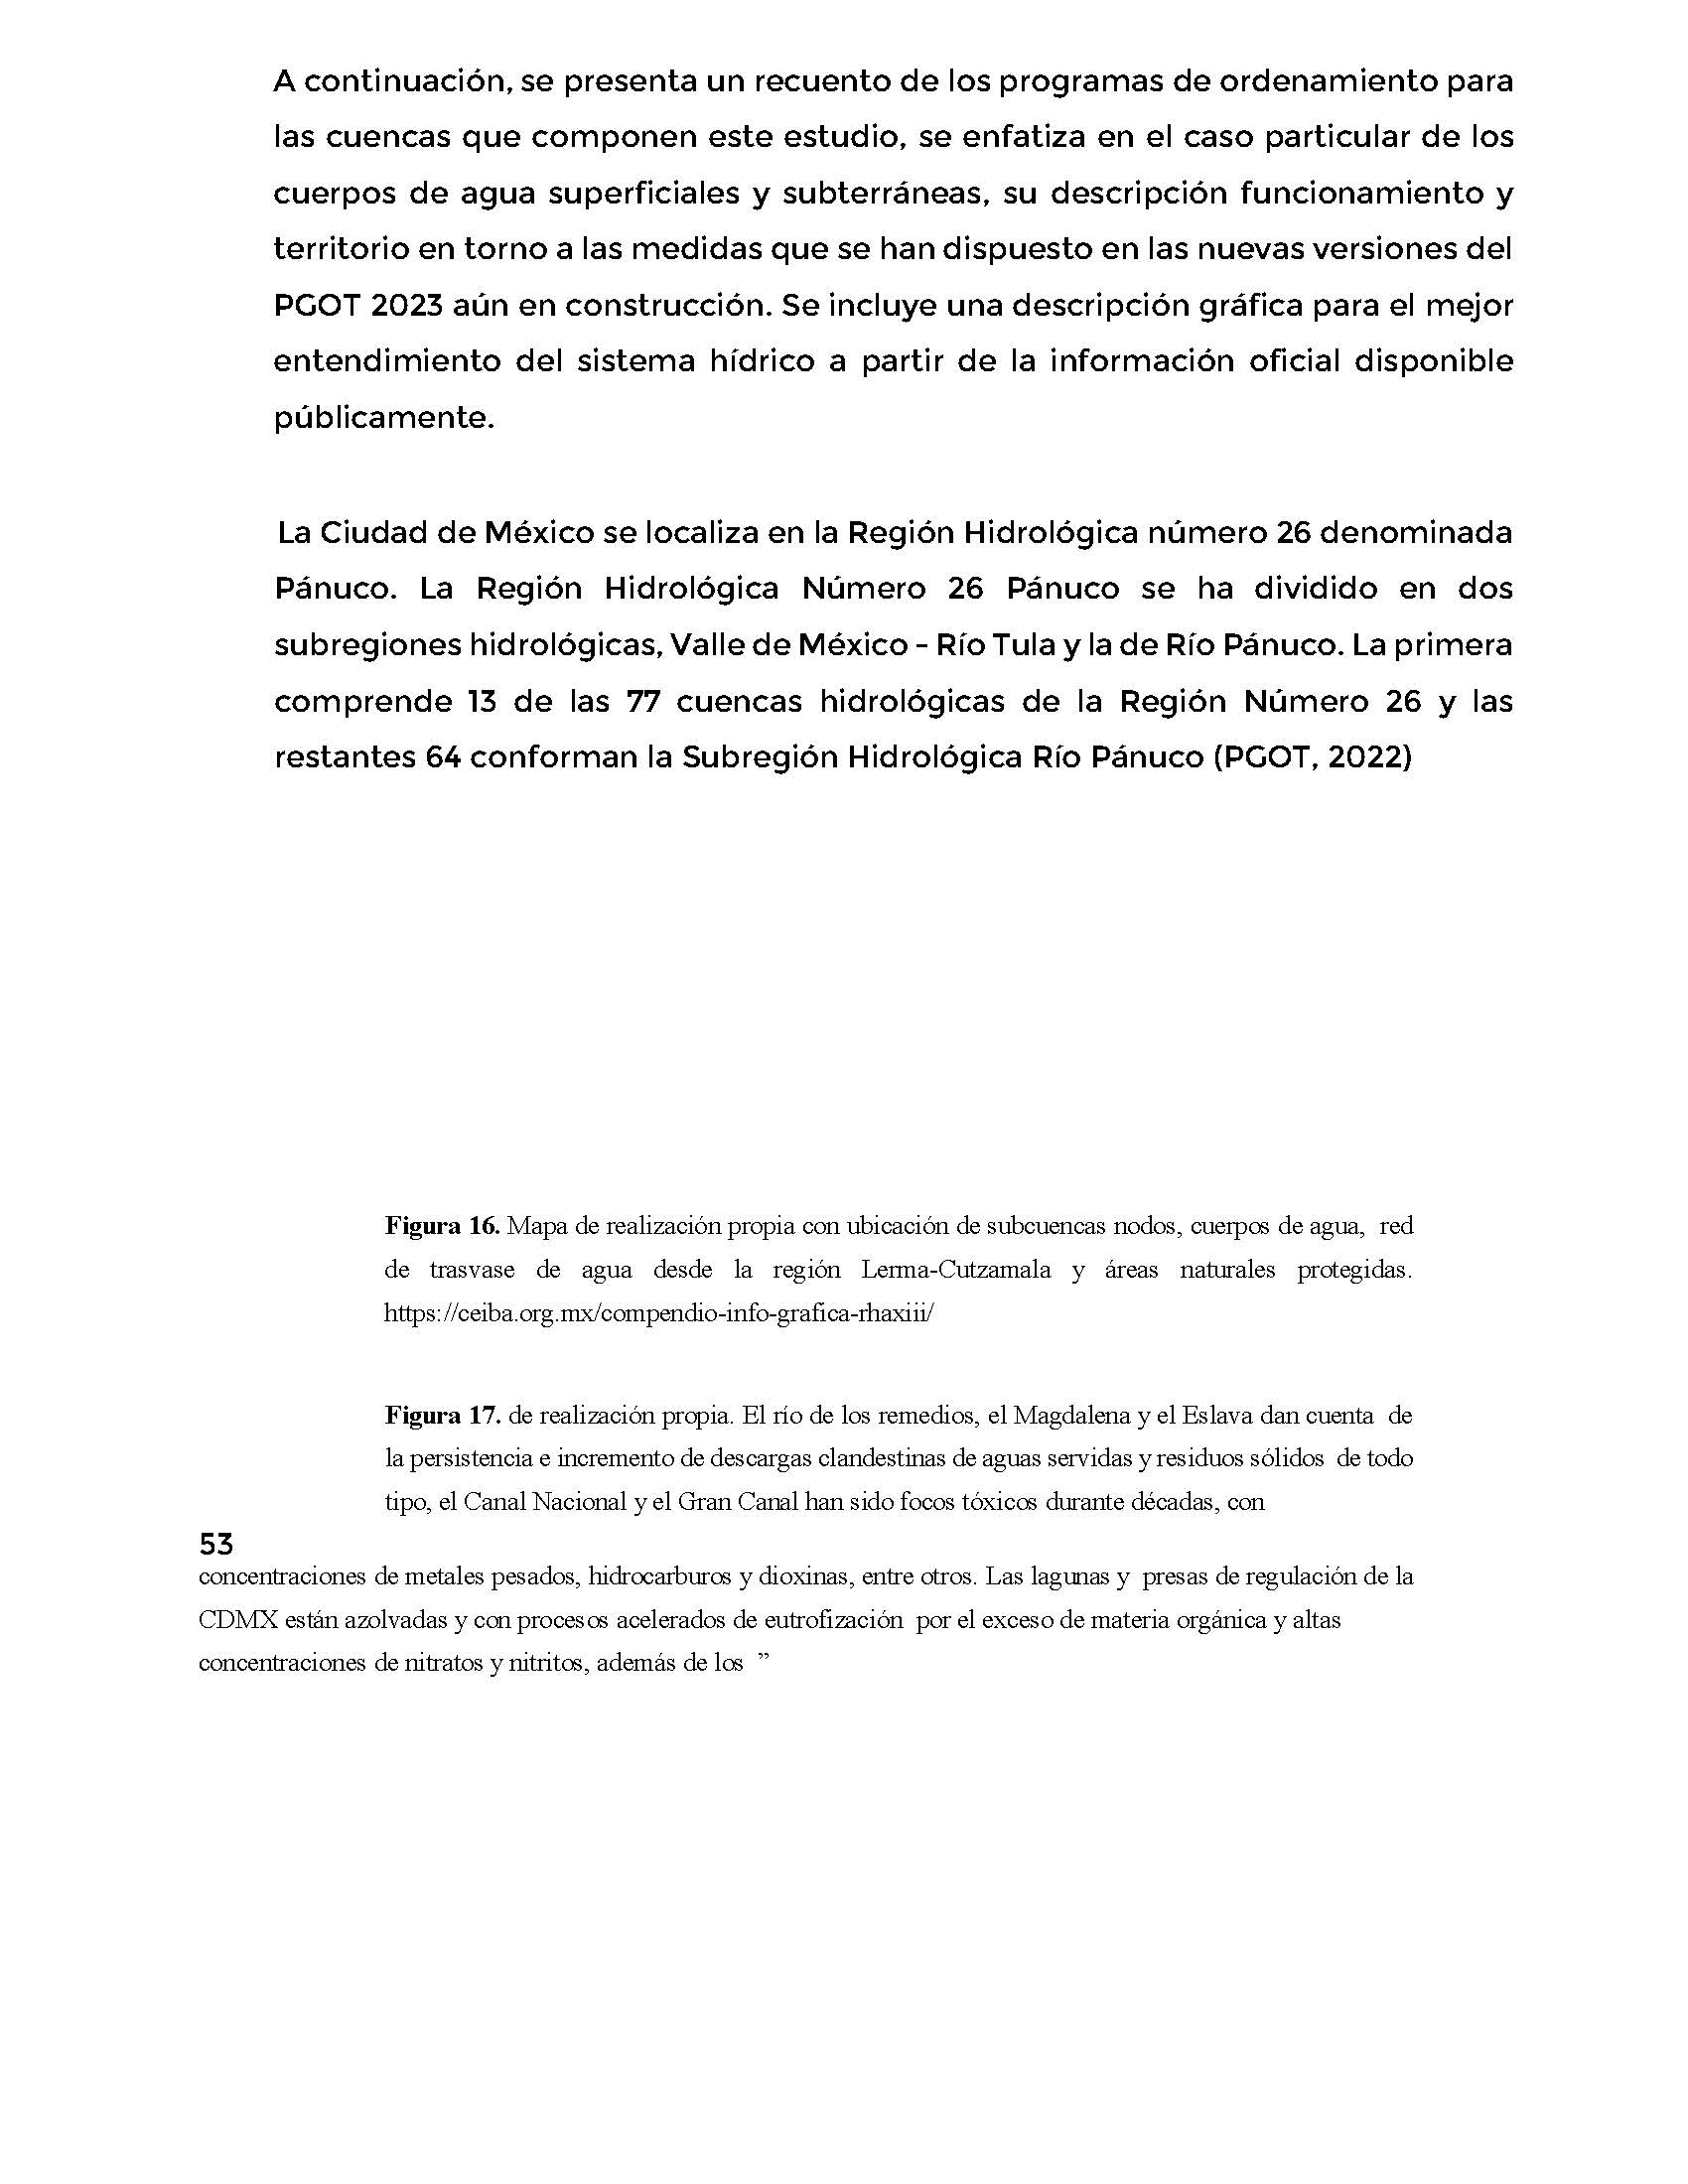 A continuación, se presenta un recuento de los programas de ordenamiento para
las cuencas que componen este estudio, se enfatiza en el caso particular de los
cuerpos de agua superficiales y subterráneas, su descripción funcionamiento y
territorio en torno a las medidas que se han dispuesto en las nuevas versiones del
PGOT 2023 aún en construcción. Se incluye una descripción gráfica para el mejor
entendimiento del sistema hídrico a partir de la información oficial disponible
públicamente.
La Ciudad de México se localiza en la Región Hidrológica número 26 denominada
Pánuco. La Región Hidrológica Número 26 Pánuco se ha dividido en dos
subregiones hidrológicas, Valle de México - Río Tula y la de Río Pánuco. La primera
comprende 13 de las 77 cuencas hidrológicas de la Región Número 26 y las
restantes 64 conforman la Subregión Hidrológica Río Pánuco (PGOT, 2022)
Figura 16. Mapa de realización propia con ubicación de subcuencas nodos, cuerpos de agua, red
de trasvase de agua desde la región Lerma-Cutzamala y áreas naturales protegidas.
https://ceiba.org.mx/compendio-info-grafica-rhaxiii/
Figura 17. de realización propia. El río de los remedios, el Magdalena y el Eslava dan cuenta de
la persistencia e incremento de descargas clandestinas de aguas servidas y residuos sólidos de todo
tipo, el Canal Nacional y el Gran Canal han sido focos tóxicos durante décadas, con
53
concentraciones de metales pesados, hidrocarburos y dioxinas, entre otros. Las lagunas y presas de regulación de la
CDMX están azolvadas y con procesos acelerados de eutrofización por el exceso de materia orgánica y altas
concentraciones de nitratos y nitritos, además de los ”